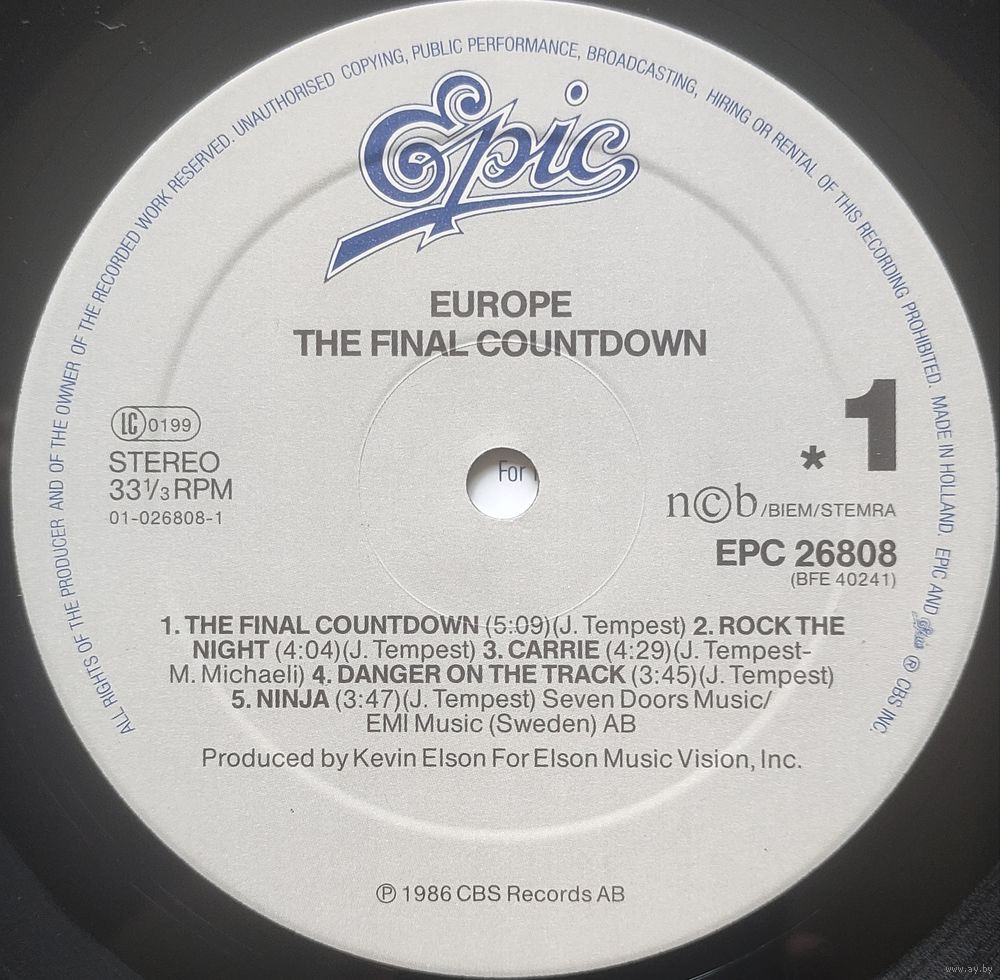 ALL RIGHTS OF THE PRODUCER AND OF THE OWNER OF THE RECORDED WORK RESERVED. UNAUTHORISED COPYING, PUBLIC PERFORMANCE, BROADCASTING, HIRING OR RENTAL OF THIS RECORDING PROHIBITED. MADE IN HOLLAND. EPIC AND Epic ® CBS INC.
Epic
EUROPE
THE FINAL COUNTDOWN
1
LC 0199
*
STEREO
33 1/3 RPM
n©b/BIEM/STEMRA
01-026808-1
EPC 26808
(BFE 40241)
For
1. THE FINAL COUNTDOWN (5:09)(J. Tempest) 2. ROCK THE
NIGHT (4:04)(J. Tempest) 3. CARRIE (4:29)(J. Tempest-
M. Michaeli) 4. DANGER ON THE TRACK (3:45)(J. Tempest)
5. NINJA (3:47)(J. Tempest) Seven Doors Music/
EMI Music (Sweden) AB
Produced by Kevin Elson For Elson Music Vision, Inc.
℗ 1986 CBS Records AB
www.ay.by